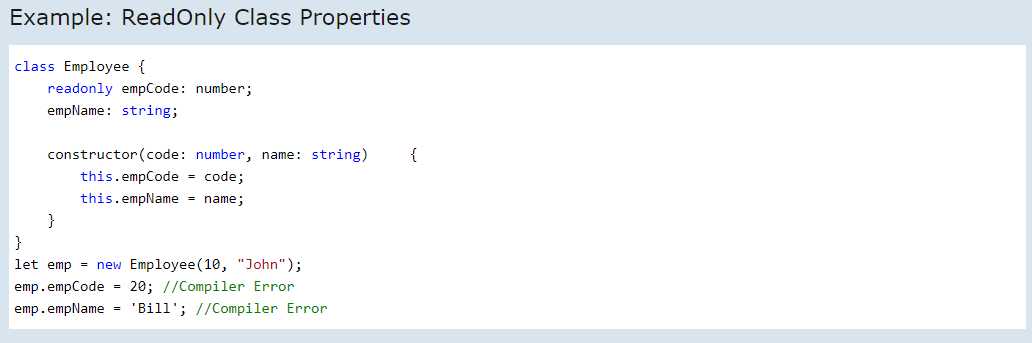 Example: ReadOnly Class Properties
class Employee {
    readonly empCode: number;
    empName: string;

    constructor(code: number, name: string)     {
        this.empCode = code;
        this.empName = name;
    }
}
let emp = new Employee(10, "John");
emp.empCode = 20; //Compiler Error
emp.empName = 'Bill'; //Compiler Error